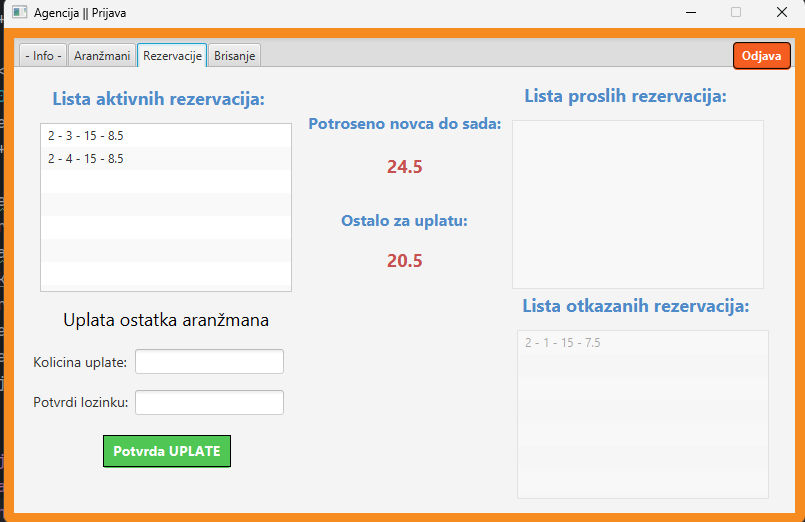 Agencija || Prijava
- Info -
Aranžmani
Rezervacije
Brisanje
Odjava
Lista aktivnih rezervacija:
2 - 3 - 15 - 8.5
2 - 4 - 15 - 8.5
Uplata ostatka aranžmana
Kolicina uplate:
Potvrdi lozinku:
Potvrda UPLATE
Potroseno novca do sada:
24.5
Ostalo za uplatu:
20.5
Lista proslih rezervacija:
Lista otkazanih rezervacija:
2 - 1 - 15 - 7.5